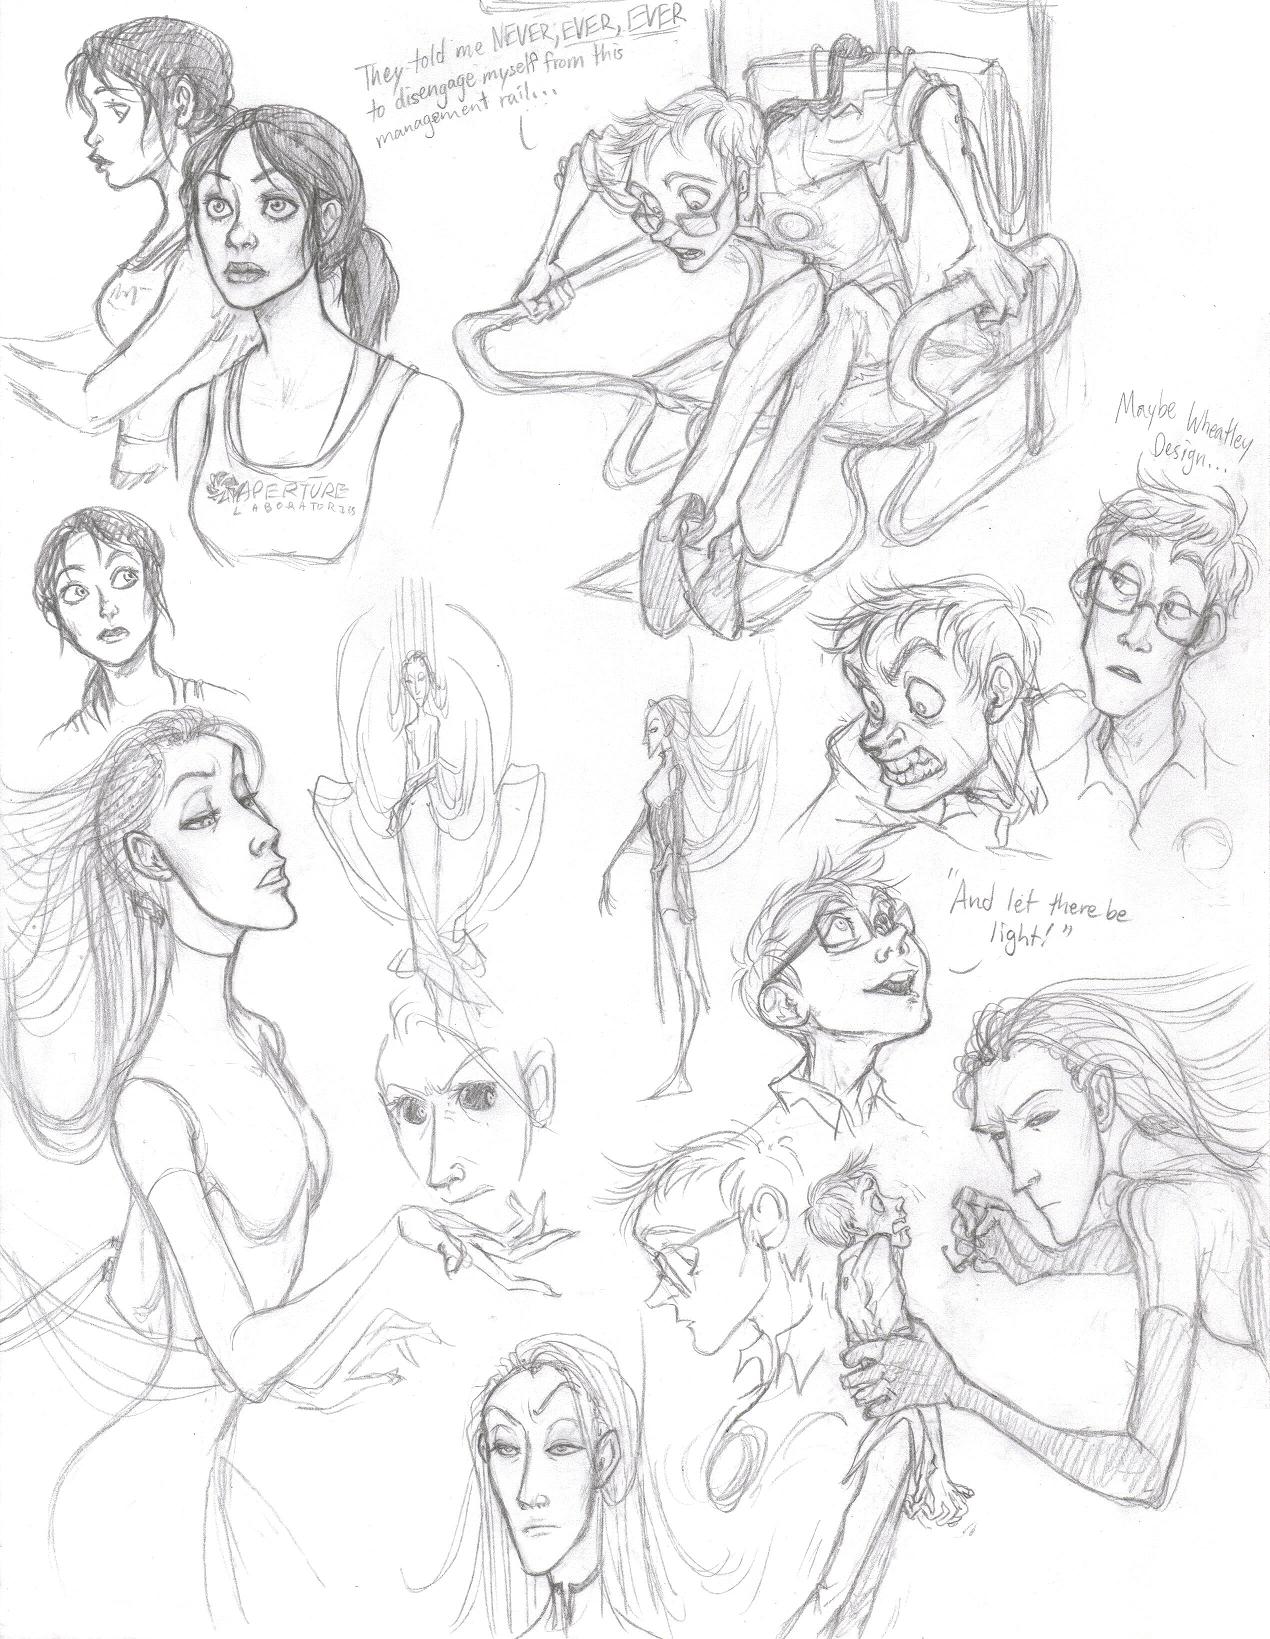 They told me NEVER, EVER, EVER
to disengage myself from this
management rail...
APERTURE
LABORATORIES
Maybe Wheatley
Design...
"And let there be
light!"